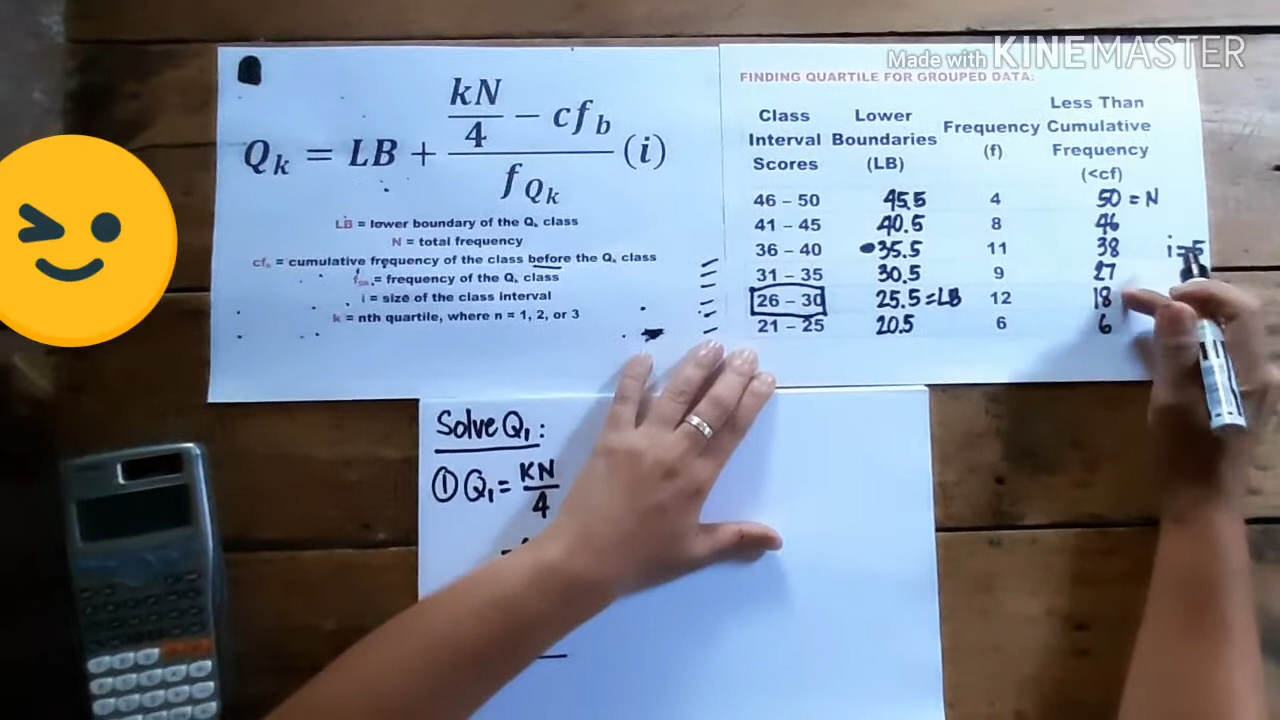 Made with KINEMASTER
Qk = LB + kN/4 − cfb / fQk (i)
LB = lower boundary of the Qk class
N = total frequency
cfb = cumulative frequency of the class before the Qk class
fQk = frequency of the Qk class
i = size of the class interval
k = nth quartile, where n = 1, 2, or 3
FINDING QUARTILE FOR GROUPED DATA:
Class Interval Scores Lower Boundaries (LB) Frequency (f) Less Than Cumulative Frequency (<cf)
46 – 50 45.5 4 50 = N
41 – 45 40.5 8 46
36 – 40 35.5 11 38 i = 5
31 – 35 30.5 9 27
26 – 30 25.5 = LB 12 18
21 – 25 20.5 6 6
Solve Q1:
① Q1 = KN/4
=